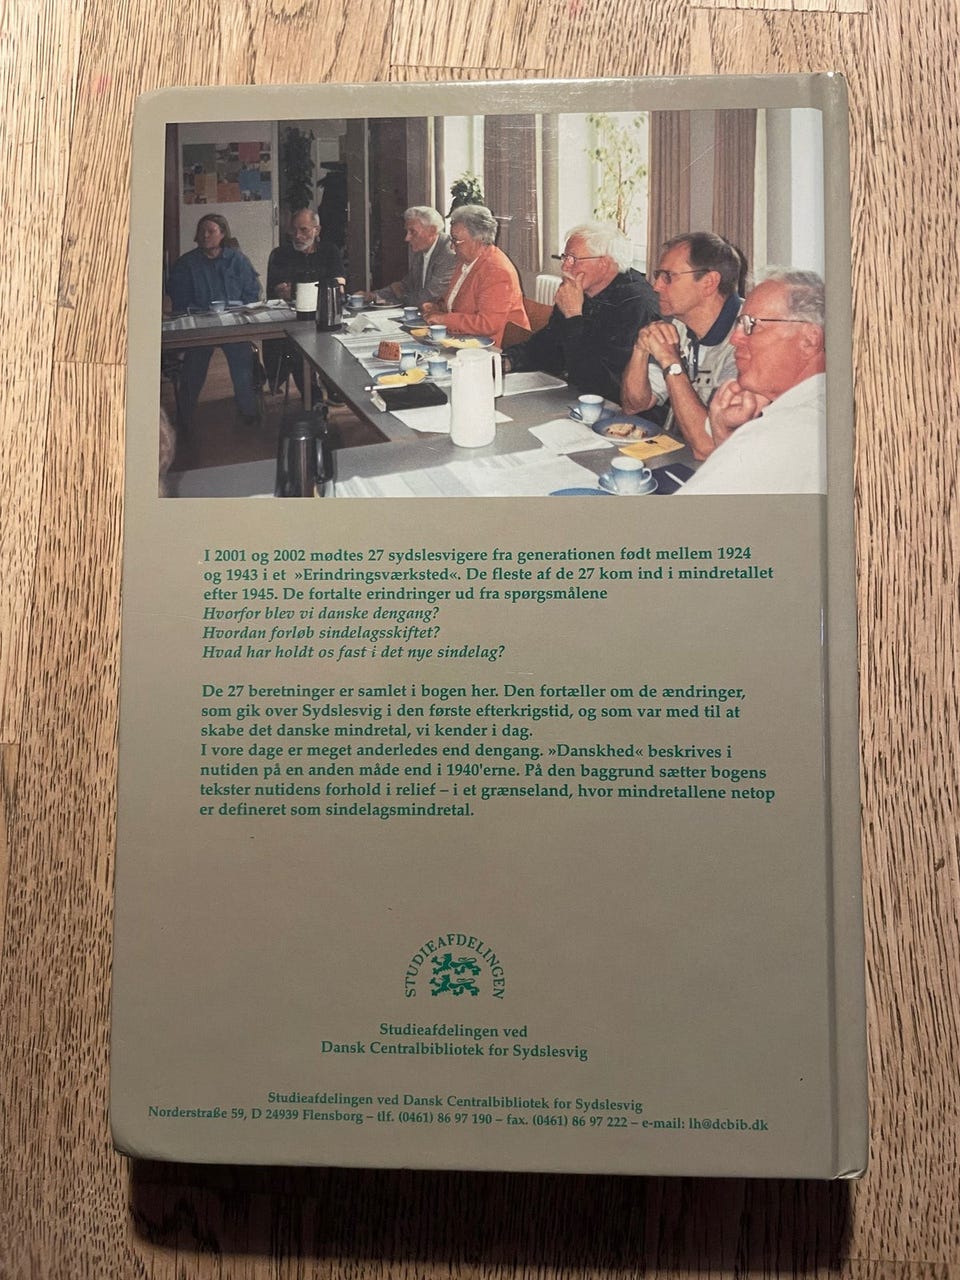 I 2001 og 2002 mødtes 27 sydslesvigere fra generationen født mellem 1924
og 1943 i et »Erindringsværksted«. De fleste af de 27 kom ind i mindretallet
efter 1945. De fortalte erindringer ud fra spørgsmålene
Hvorfor blev vi danske dengang?
Hvordan forløb sindelagsskiftet?
Hvad har holdt os fast i det nye sindelag?
De 27 beretninger er samlet i bogen her. Den fortæller om de ændringer,
som gik over Sydslesvig i den første efterkrigstid, og som var med til at
skabe det danske mindretal, vi kender i dag.
I vore dage er meget anderledes end dengang. »Danskhed« beskrives i
nutiden på en anden måde end i 1940'erne. På den baggrund sætter bogens
tekster nutidens forhold i relief – i et grænseland, hvor mindretallene netop
er defineret som sindelagsmindretal.
STUDIEAFDELINGEN
Studieafdelingen ved
Dansk Centralbibliotek for Sydslesvig
Studieafdelingen ved Dansk Centralbibliotek for Sydslesvig
Norderstraße 59, D 24939 Flensborg – tlf. (0461) 86 97 190 – fax. (0461) 86 97 222 – e-mail: lh@dcbib.dk